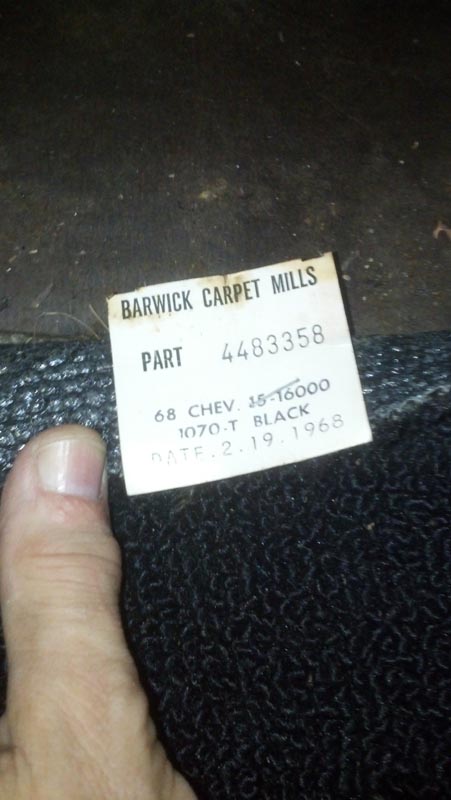 BARWICK CARPET MILLS
PART 4483358
68 CHEV. 15-16000
1070-T BLACK
DATE.2.19.1968